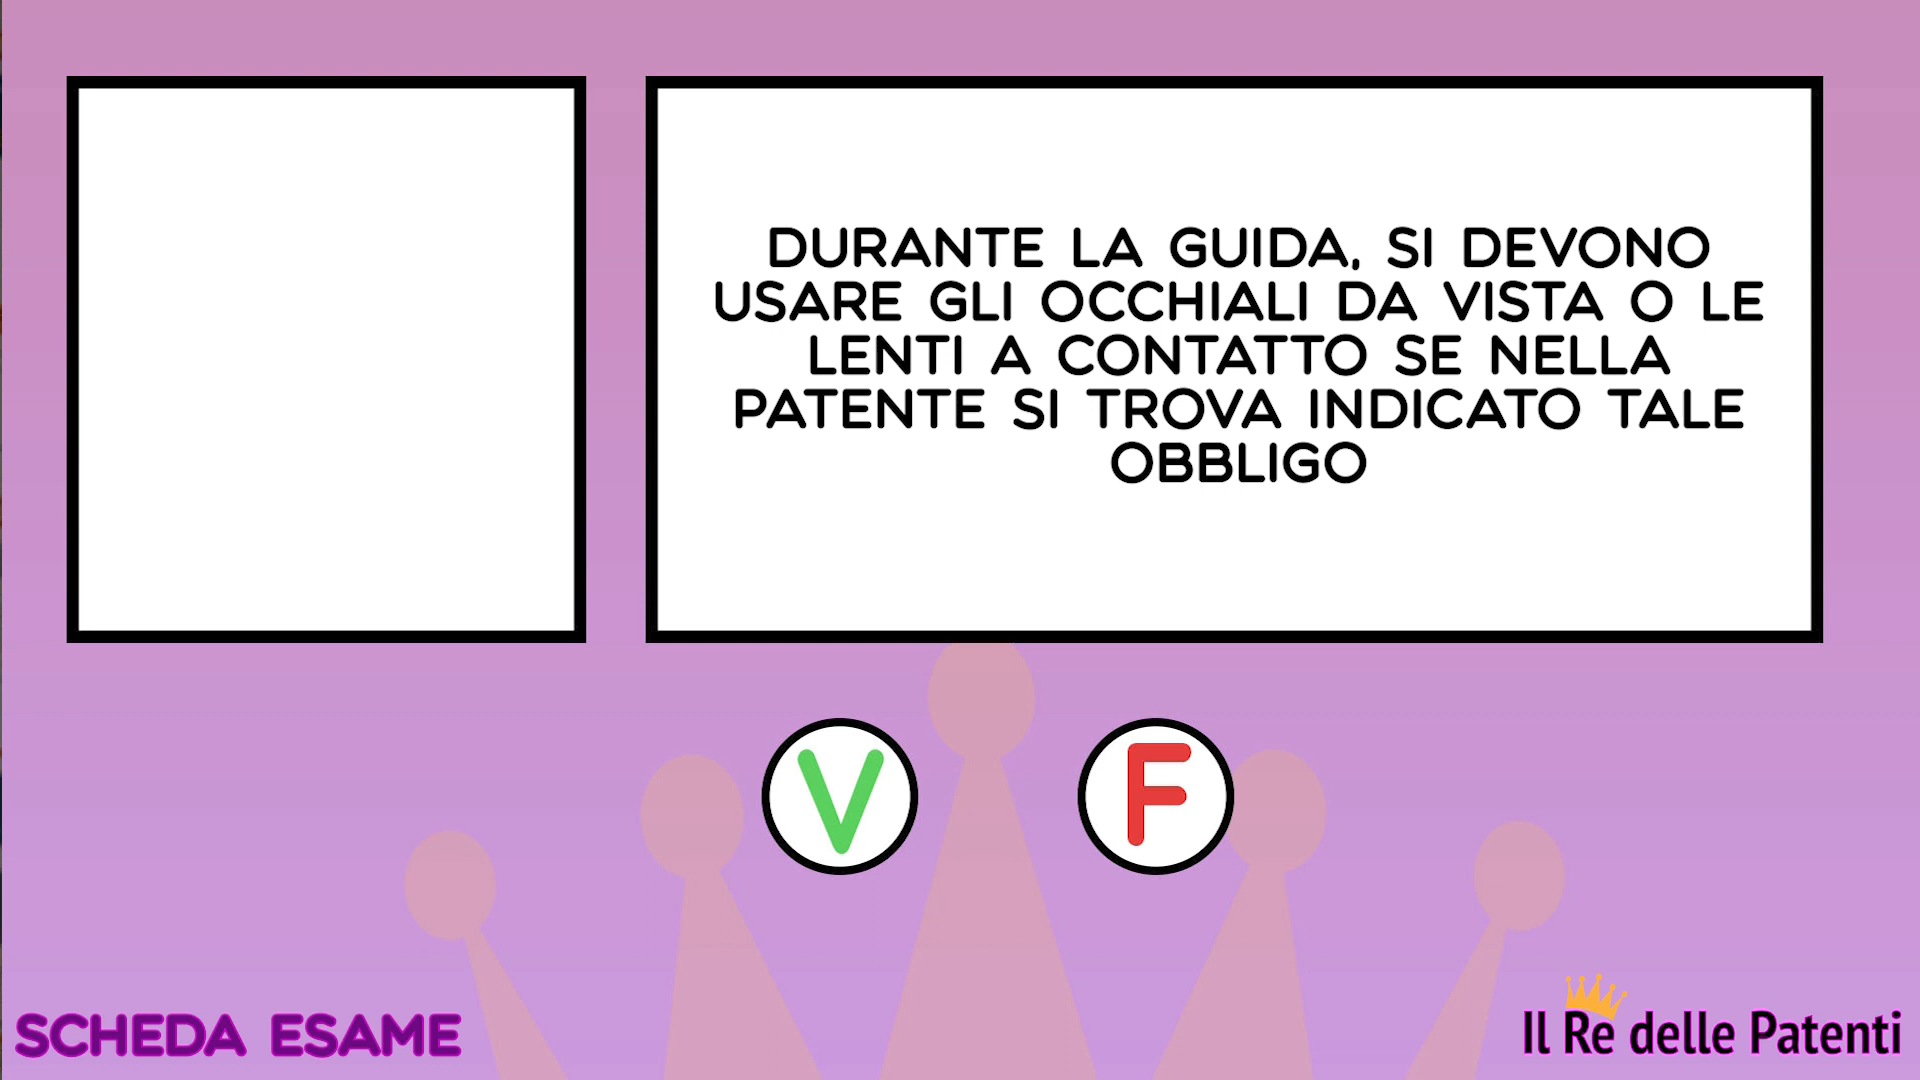 DURANTE LA GUIDA, SI DEVONO
USARE GLI OCCHIALI DA VISTA O LE
LENTI A CONTATTO SE NELLA
PATENTE SI TROVA INDICATO TALE
OBBLIGO
V F
SCHEDA ESAME
Il Re delle Patenti